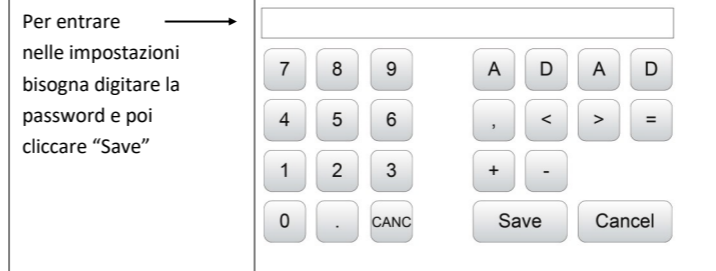 Per entrare
nelle impostazioni
bisogna digitare la
password e poi
cliccare “Save”
7 8 9 A D A D
4 5 6 , < > =
1 2 3 + -
0 . CANC Save Cancel